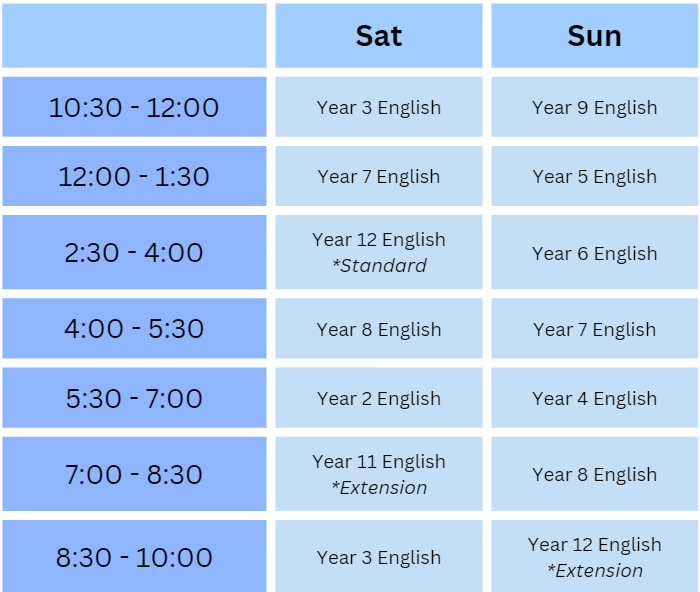 Sat Sun
10:30 - 12:00 Year 3 English Year 9 English
12:00 - 1:30 Year 7 English Year 5 English
2:30 - 4:00 Year 12 English Year 6 English
*Standard
4:00 - 5:30 Year 8 English Year 7 English
5:30 - 7:00 Year 2 English Year 4 English
7:00 - 8:30 Year 11 English Year 8 English
*Extension
8:30 - 10:00 Year 3 English Year 12 English
*Extension